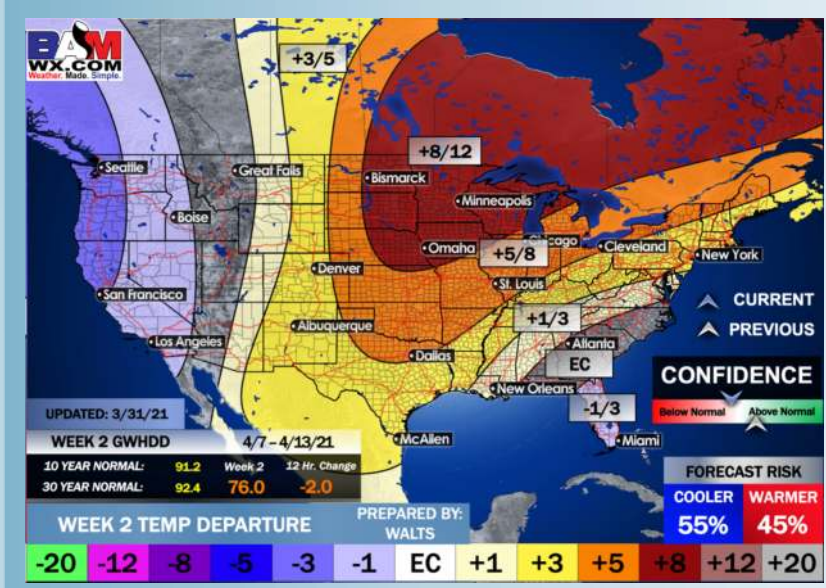 BAM
WX.COM
Weather. Made. Simple.
+3/5
+8/12
Seattle
Great Falls
Bismarck
Minneapolis
Boise
Omaha
+5/8
Chicago
Cleveland
New York
Denver
St. Louis
San Francisco
+1/3
CURRENT
Los Angeles
Albuquerque
Atlanta
PREVIOUS
Dallas
EC
New Orleans
CONFIDENCE
-1/3
Below Normal
Above Normal
UPDATED: 3/31/21
McAllen
Miami
WEEK 2 GWHDD 4/7 – 4/13/21
10 YEAR NORMAL: 91.2 Week 2 12 Hr. Change
30 YEAR NORMAL: 92.4 76.0 -2.0
FORECAST RISK
COOLER WARMER
55% 45%
WEEK 2 TEMP DEPARTURE
PREPARED BY:
WALTS
-20 -12 -8 -5 -3 -1 EC +1 +3 +5 +8 +12 +20